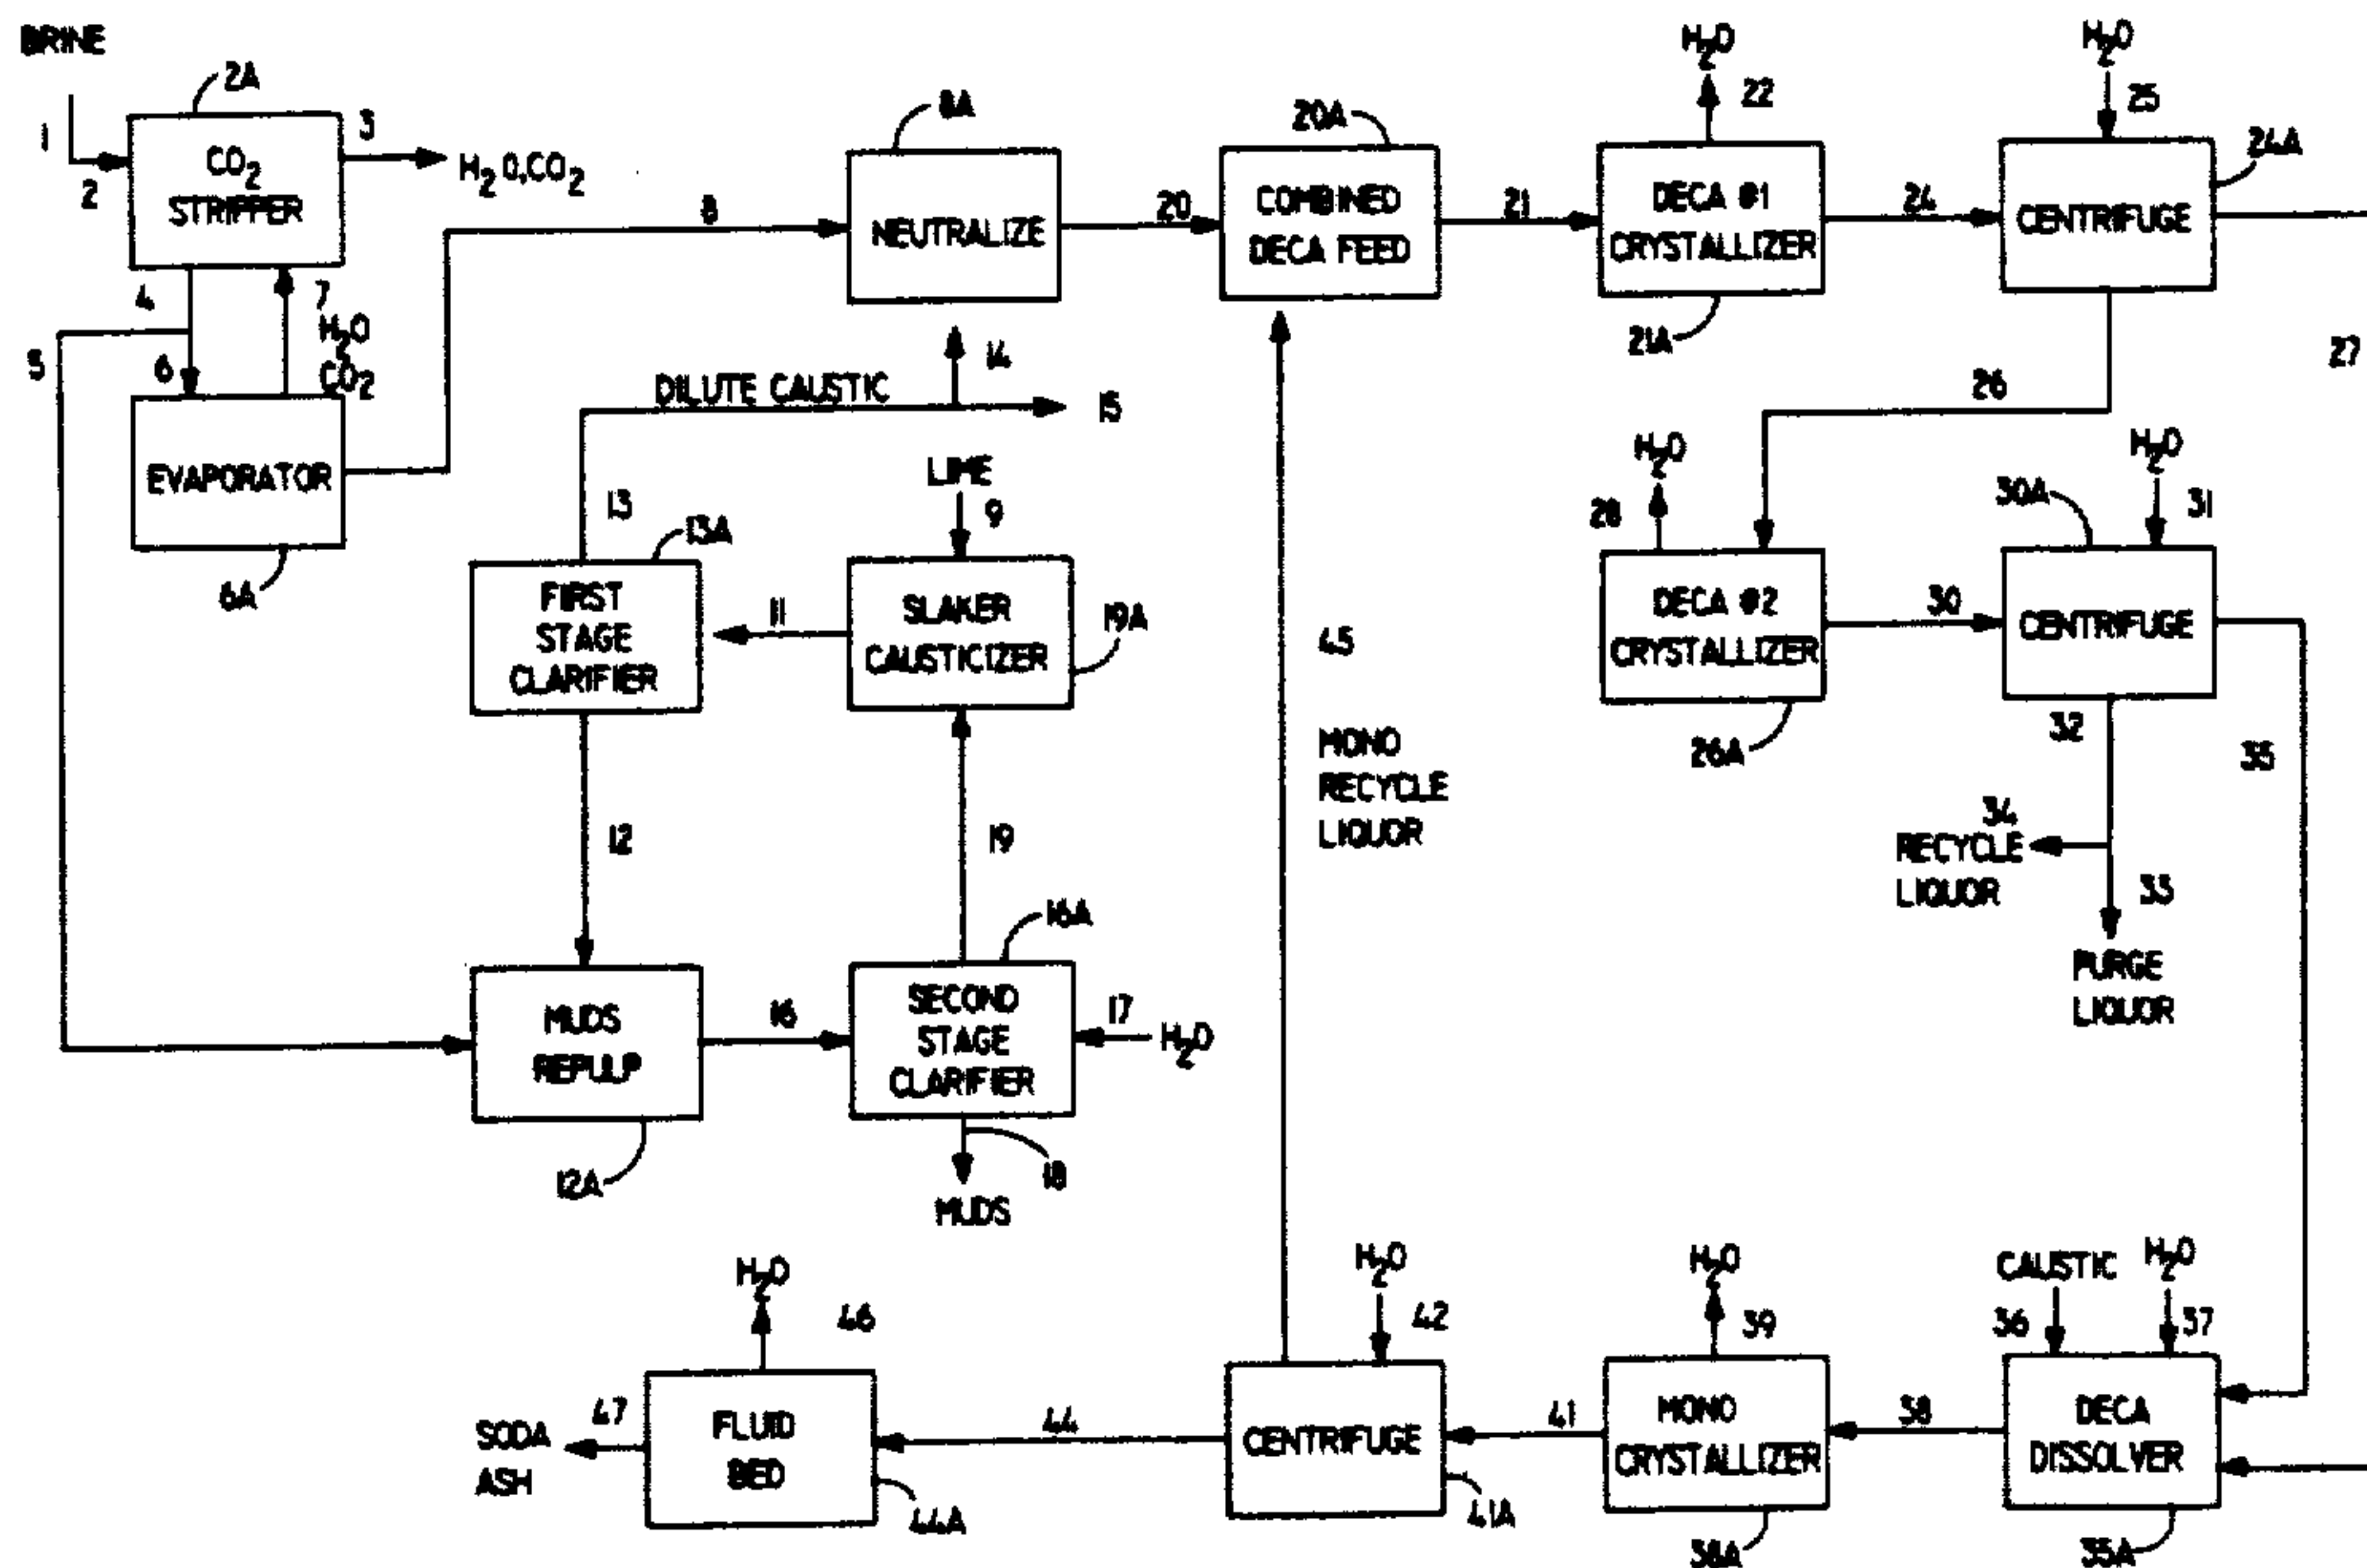 BRINE
1
2
2A
CO2
STRIPPER
3
H2O,CO2
4
5
6
7
H2O
CO2
EVAPORATOR
6A
8
8A
NEUTRALIZE
20
20A
COMBINED
DECA FEED
21
H2O
22
DECA #1
CRYSTALLIZER
21A
24
H2O
25
24A
CENTRIFUGE
26
27
DILUTE CAUSTIC
14
15
13
13A
FIRST
STAGE
CLARIFIER
11
LIME
9
SLAKER
CAUSTICIZER
19A
12
19
MUDS
REPULP
12A
16
16A
SECOND
STAGE
CLARIFIER
17
H2O
18
MUDS
45
MONO
RECYCLE
LIQUOR
H2O
28
DECA #2
CRYSTALLIZER
26A
30
30A
H2O
31
CENTRIFUGE
32
34
RECYCLE
LIQUOR
33
PURGE
LIQUOR
35
CAUSTIC
36
H2O
37
DECA
DISSOLVER
35A
38
H2O
39
MONO
CRYSTALLIZER
38A
41
H2O
42
CENTRIFUGE
41A
44
H2O
46
FLUID
BED
44A
47
SODA
ASH